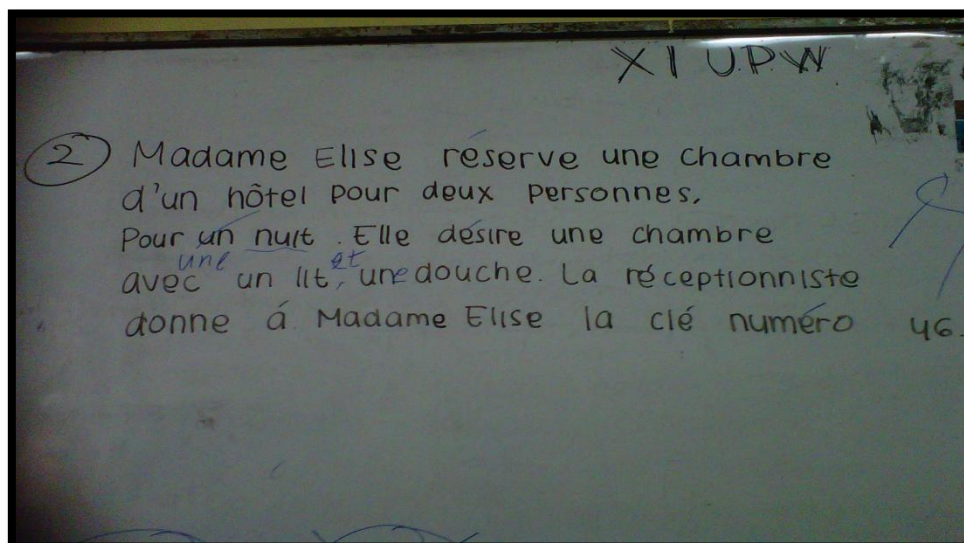 XI U.P.W
2 Madame Elise réserve une chambre
d'un hôtel pour deux personnes.
Pour un nuit. Elle désire une chambre
une et
avec un lit, une douche. La réceptionniste
donne á Madame Elise la clé numéro 46.